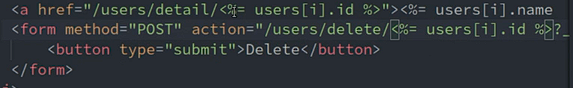 <a href="/users/detail/<%= users[i].id %>"><%= users[i].name
<form method="POST" action="/users/delete/<%= users[i].id %>?_
<button type="submit">Delete</button>
</form>